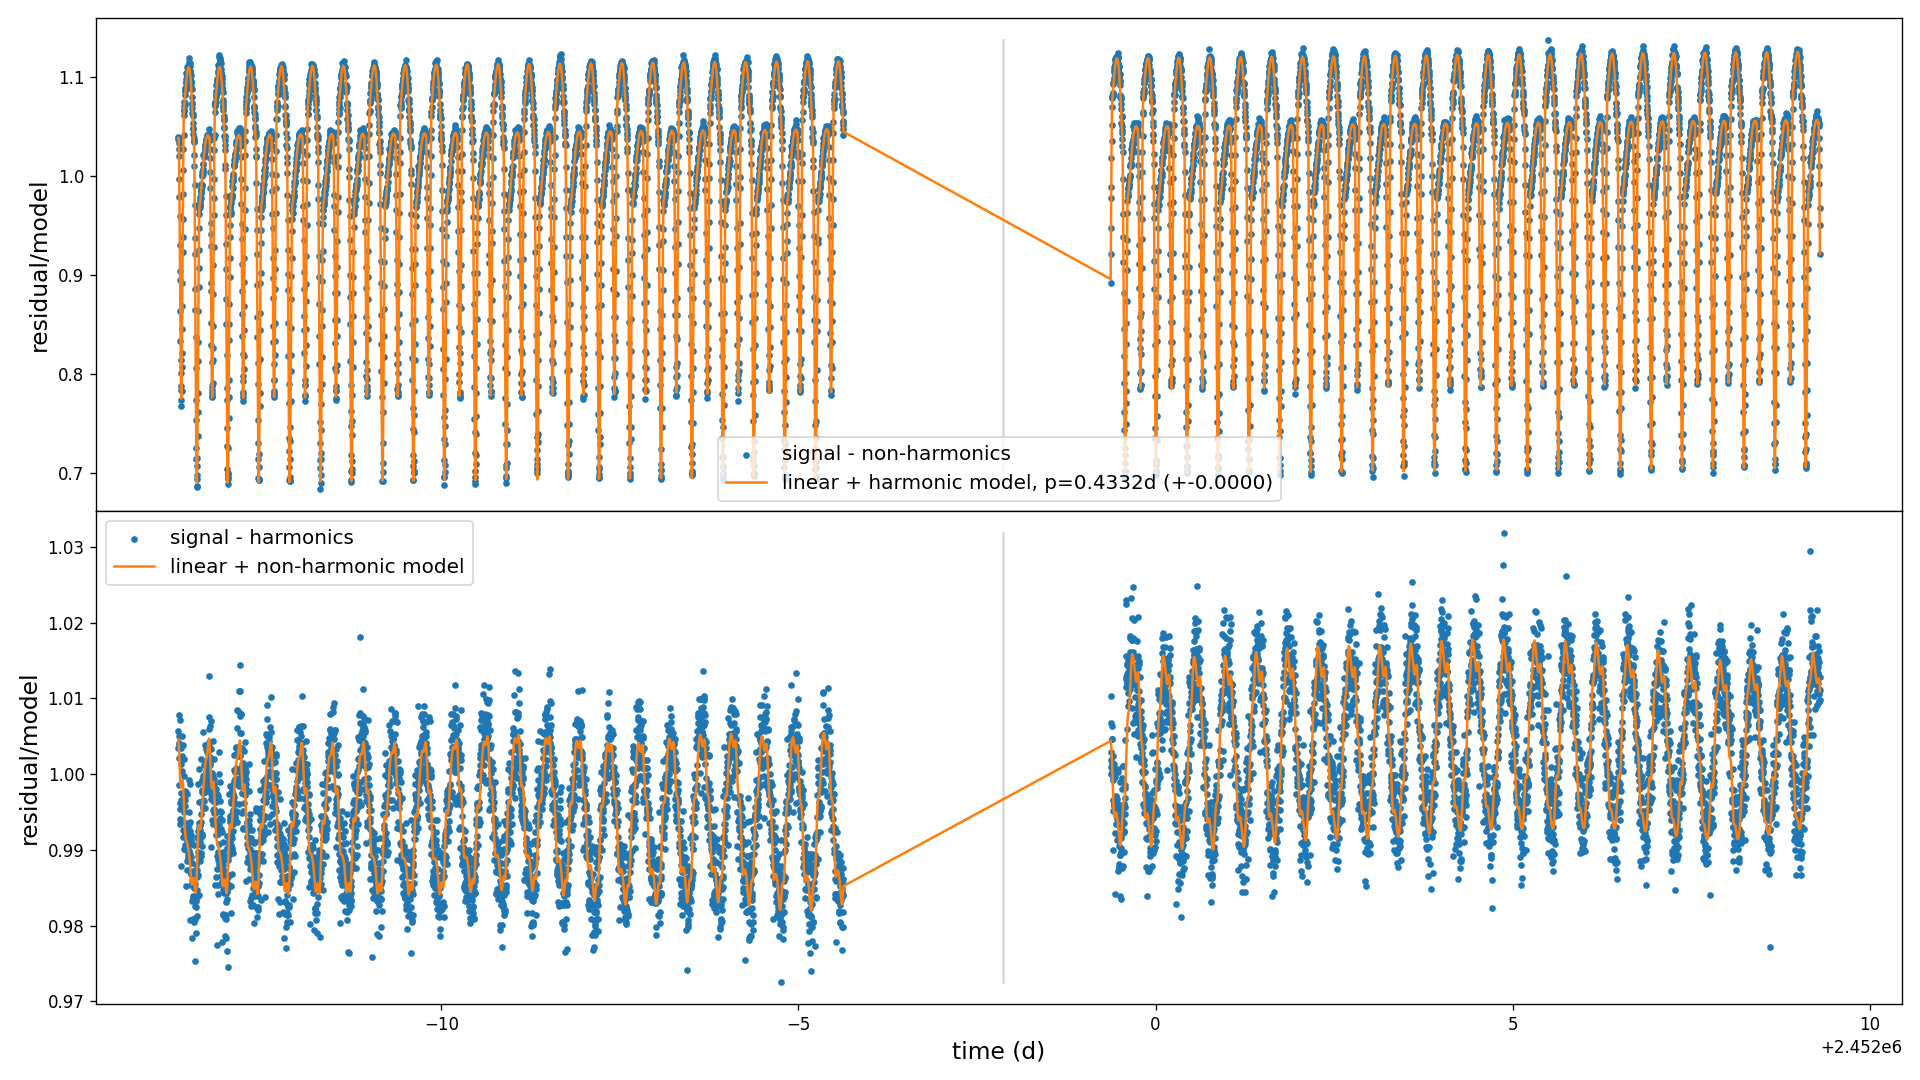 1.1
1.0
0.9
0.8
0.7
residual/model
signal - non-harmonics
linear + harmonic model, p=0.4332d (+-0.0000)
signal - harmonics
linear + non-harmonic model
1.03
1.02
1.01
1.00
0.99
0.98
0.97
residual/model
−10
−5
0
5
10
time (d)
+2.452e6